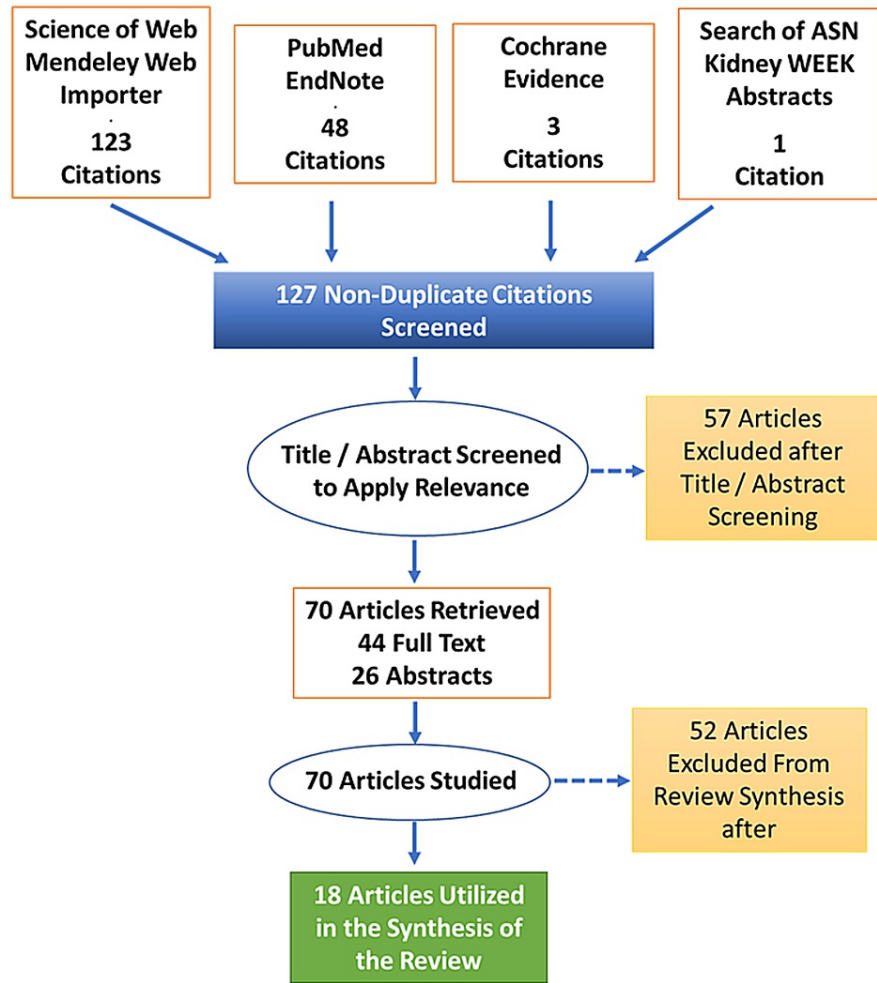 Science of Web
Mendeley Web
Importer
.
123
Citations
PubMed
EndNote
.
48
Citations
Cochrane
Evidence
3
Citations
Search of ASN
Kidney WEEK
Abstracts
1
Citation
127 Non-Duplicate Citations
Screened
Title / Abstract Screened
to Apply Relevance
57 Articles
Excluded after
Title / Abstract
Screening
70 Articles Retrieved
44 Full Text
26 Abstracts
70 Articles Studied
52 Articles
Excluded From
Review Synthesis
after
18 Articles Utilized
in the Synthesis of
the Review